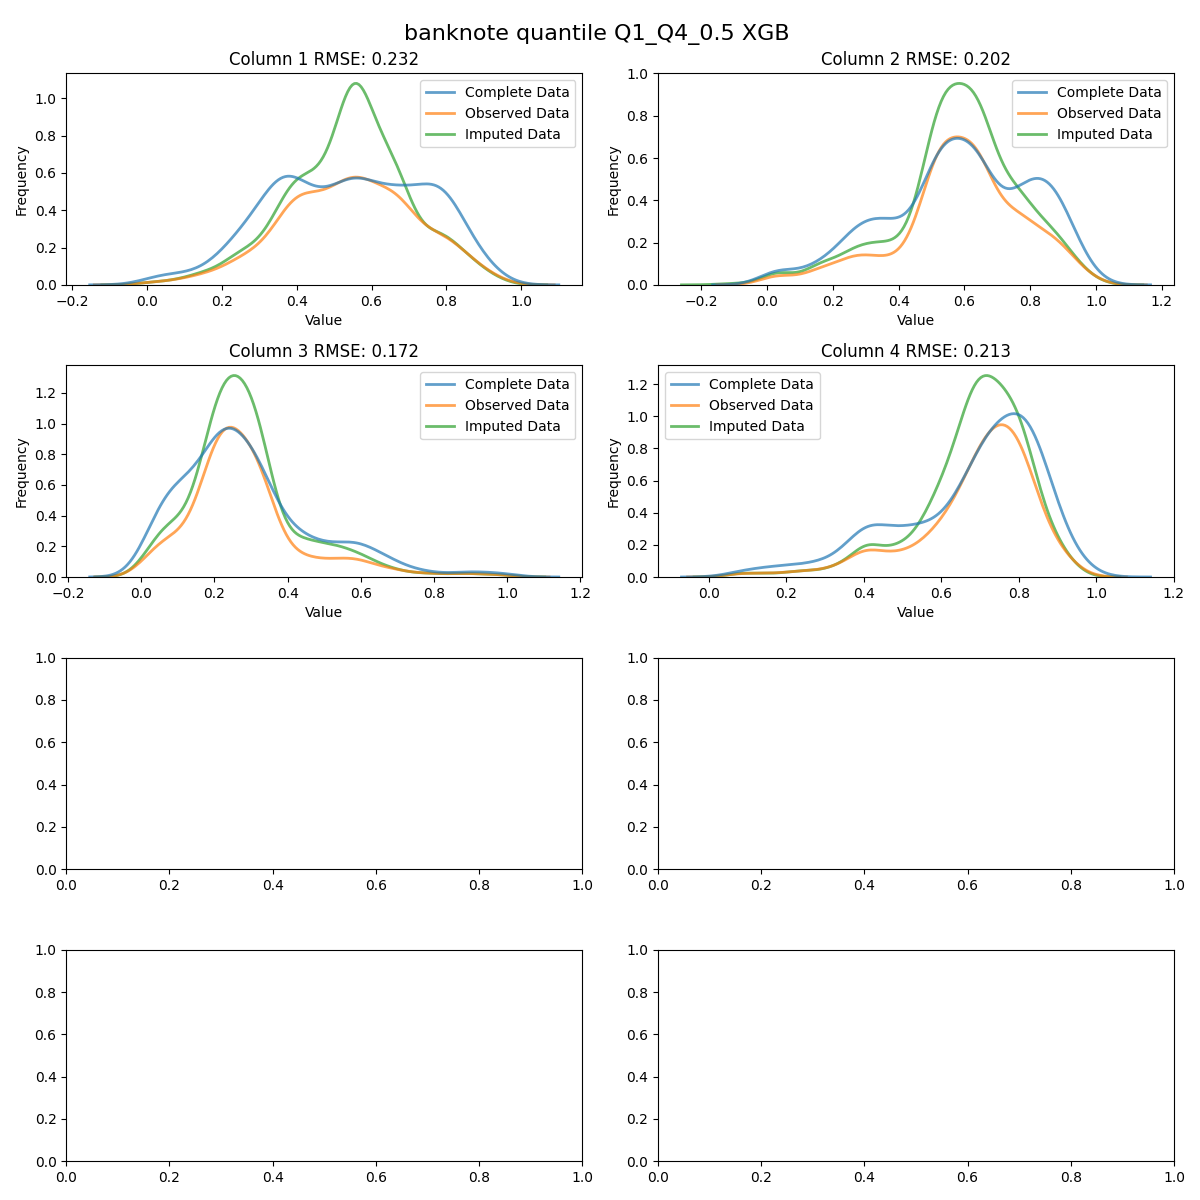 banknote quantile Q1_Q4_0.5 XGB
Column 1 RMSE: 0.232
Complete Data
Observed Data
Imputed Data
Frequency
1.0
0.8
0.6
0.4
0.2
0.0
−0.2 0.0 0.2 0.4 0.6 0.8 1.0
Value
Column 2 RMSE: 0.202
Complete Data
Observed Data
Imputed Data
Frequency
1.0
0.8
0.6
0.4
0.2
0.0
−0.2 0.0 0.2 0.4 0.6 0.8 1.0 1.2
Value
Column 3 RMSE: 0.172
Complete Data
Observed Data
Imputed Data
Frequency
1.2
1.0
0.8
0.6
0.4
0.2
0.0
−0.2 0.0 0.2 0.4 0.6 0.8 1.0 1.2
Value
Column 4 RMSE: 0.213
Complete Data
Observed Data
Imputed Data
Frequency
1.2
1.0
0.8
0.6
0.4
0.2
0.0
0.0 0.2 0.4 0.6 0.8 1.0 1.2
Value
1.0
0.8
0.6
0.4
0.2
0.0
0.0 0.2 0.4 0.6 0.8 1.0
1.0
0.8
0.6
0.4
0.2
0.0
0.0 0.2 0.4 0.6 0.8 1.0
1.0
0.8
0.6
0.4
0.2
0.0
0.0 0.2 0.4 0.6 0.8 1.0
1.0
0.8
0.6
0.4
0.2
0.0
0.0 0.2 0.4 0.6 0.8 1.0